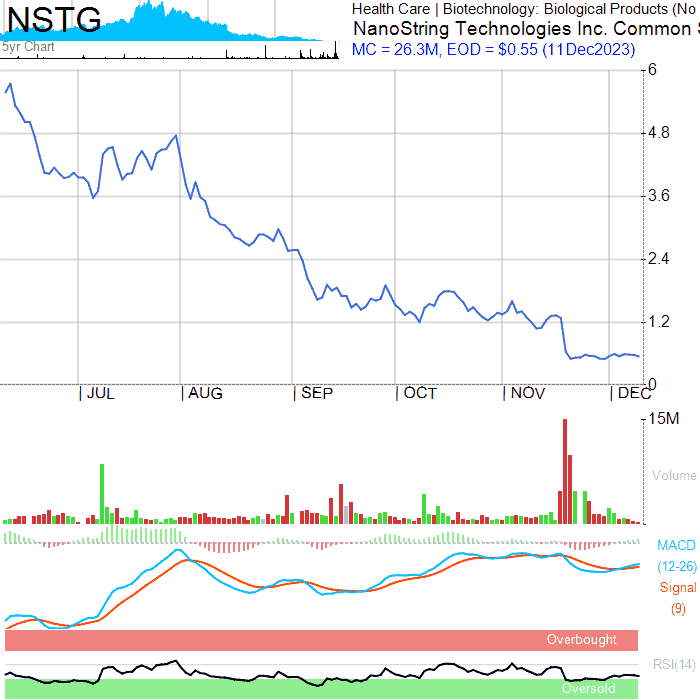 NSTG
Health Care | Biotechnology: Biological Products (No
NanoString Technologies Inc. Common S
MC = 26.3M, EOD = $0.55 (11Dec2023)
5yr Chart
6
4.8
3.6
2.4
1.2
0
| JUL | AUG | SEP | OCT | NOV | DEC
15M
Volume
MACD
(12-26)
Signal
(9)
Overbought
RSI(14)
Oversold